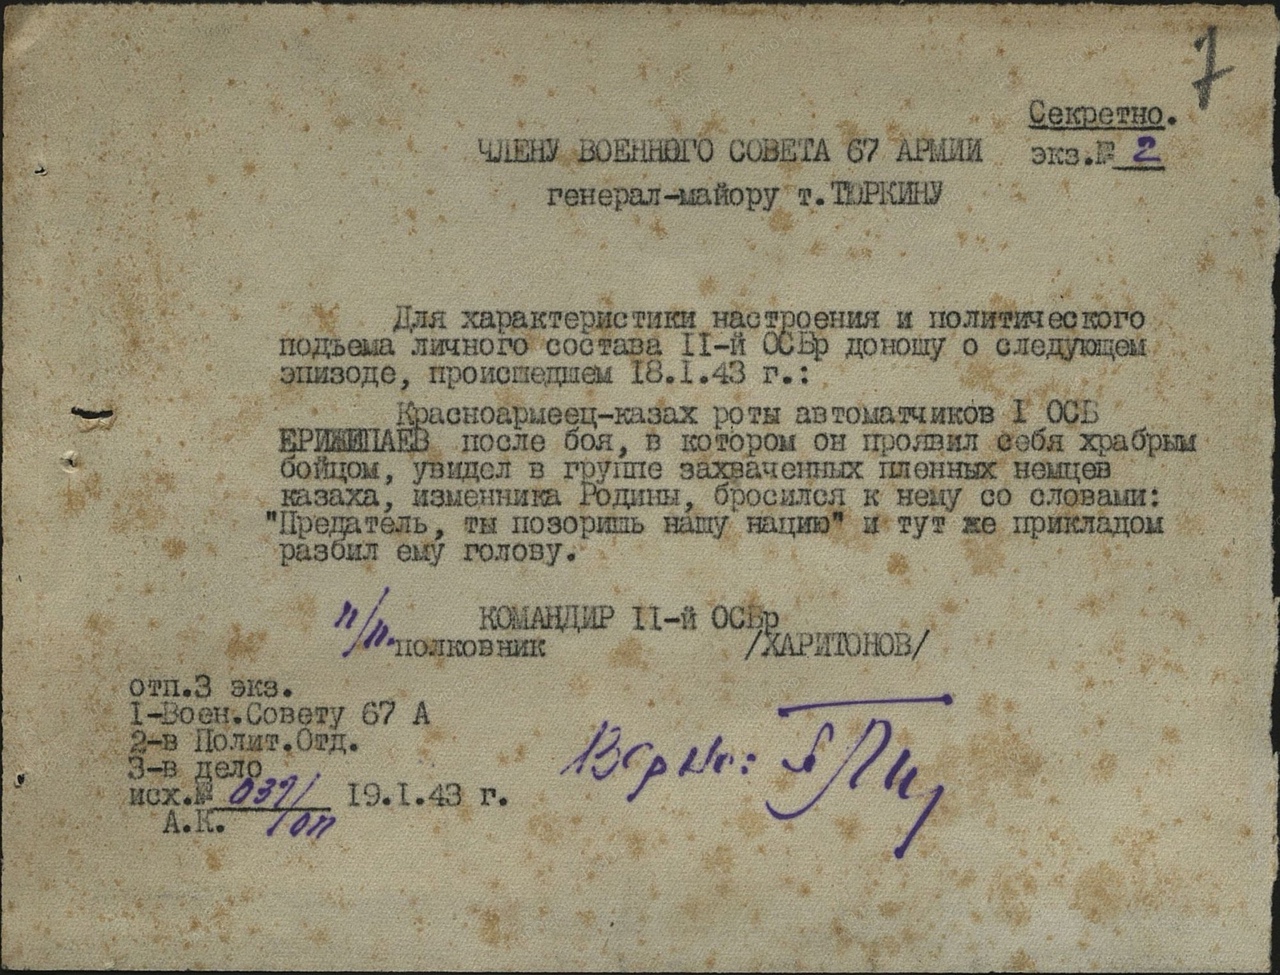 7
Секретно.
экз.№ 2
ЧЛЕНУ ВОЕННОГО СОВЕТА 67 АРМИИ
генерал-майору т.ТЮРКИНУ
Для характеристики настроения и политического
подъема личного состава II-й ОСБр доношу о следующем
эпизоде, происшедшем 18.I.43 г.:
Красноармеец-казах роты автоматчиков I ОСБ
ЕРИЖИПАЕВ после боя, в котором он проявил себя храбрым
бойцом, увидел в группе захваченных пленных немцев
казаха, изменника Родины, бросился к нему со словами:
"Предатель, ты позоришь нашу нацию" и тут же прикладом
разбил ему голову.
КОМАНДИР II-й ОСБр
п/п. полковник /ХАРИТОНОВ/
отп.3 экз.
I-Воен.Совету 67 А
2-в Полит.Отд.
3-в дело
исх.№ 0371 19.I.43 г.
А.К. /оп
Верно: